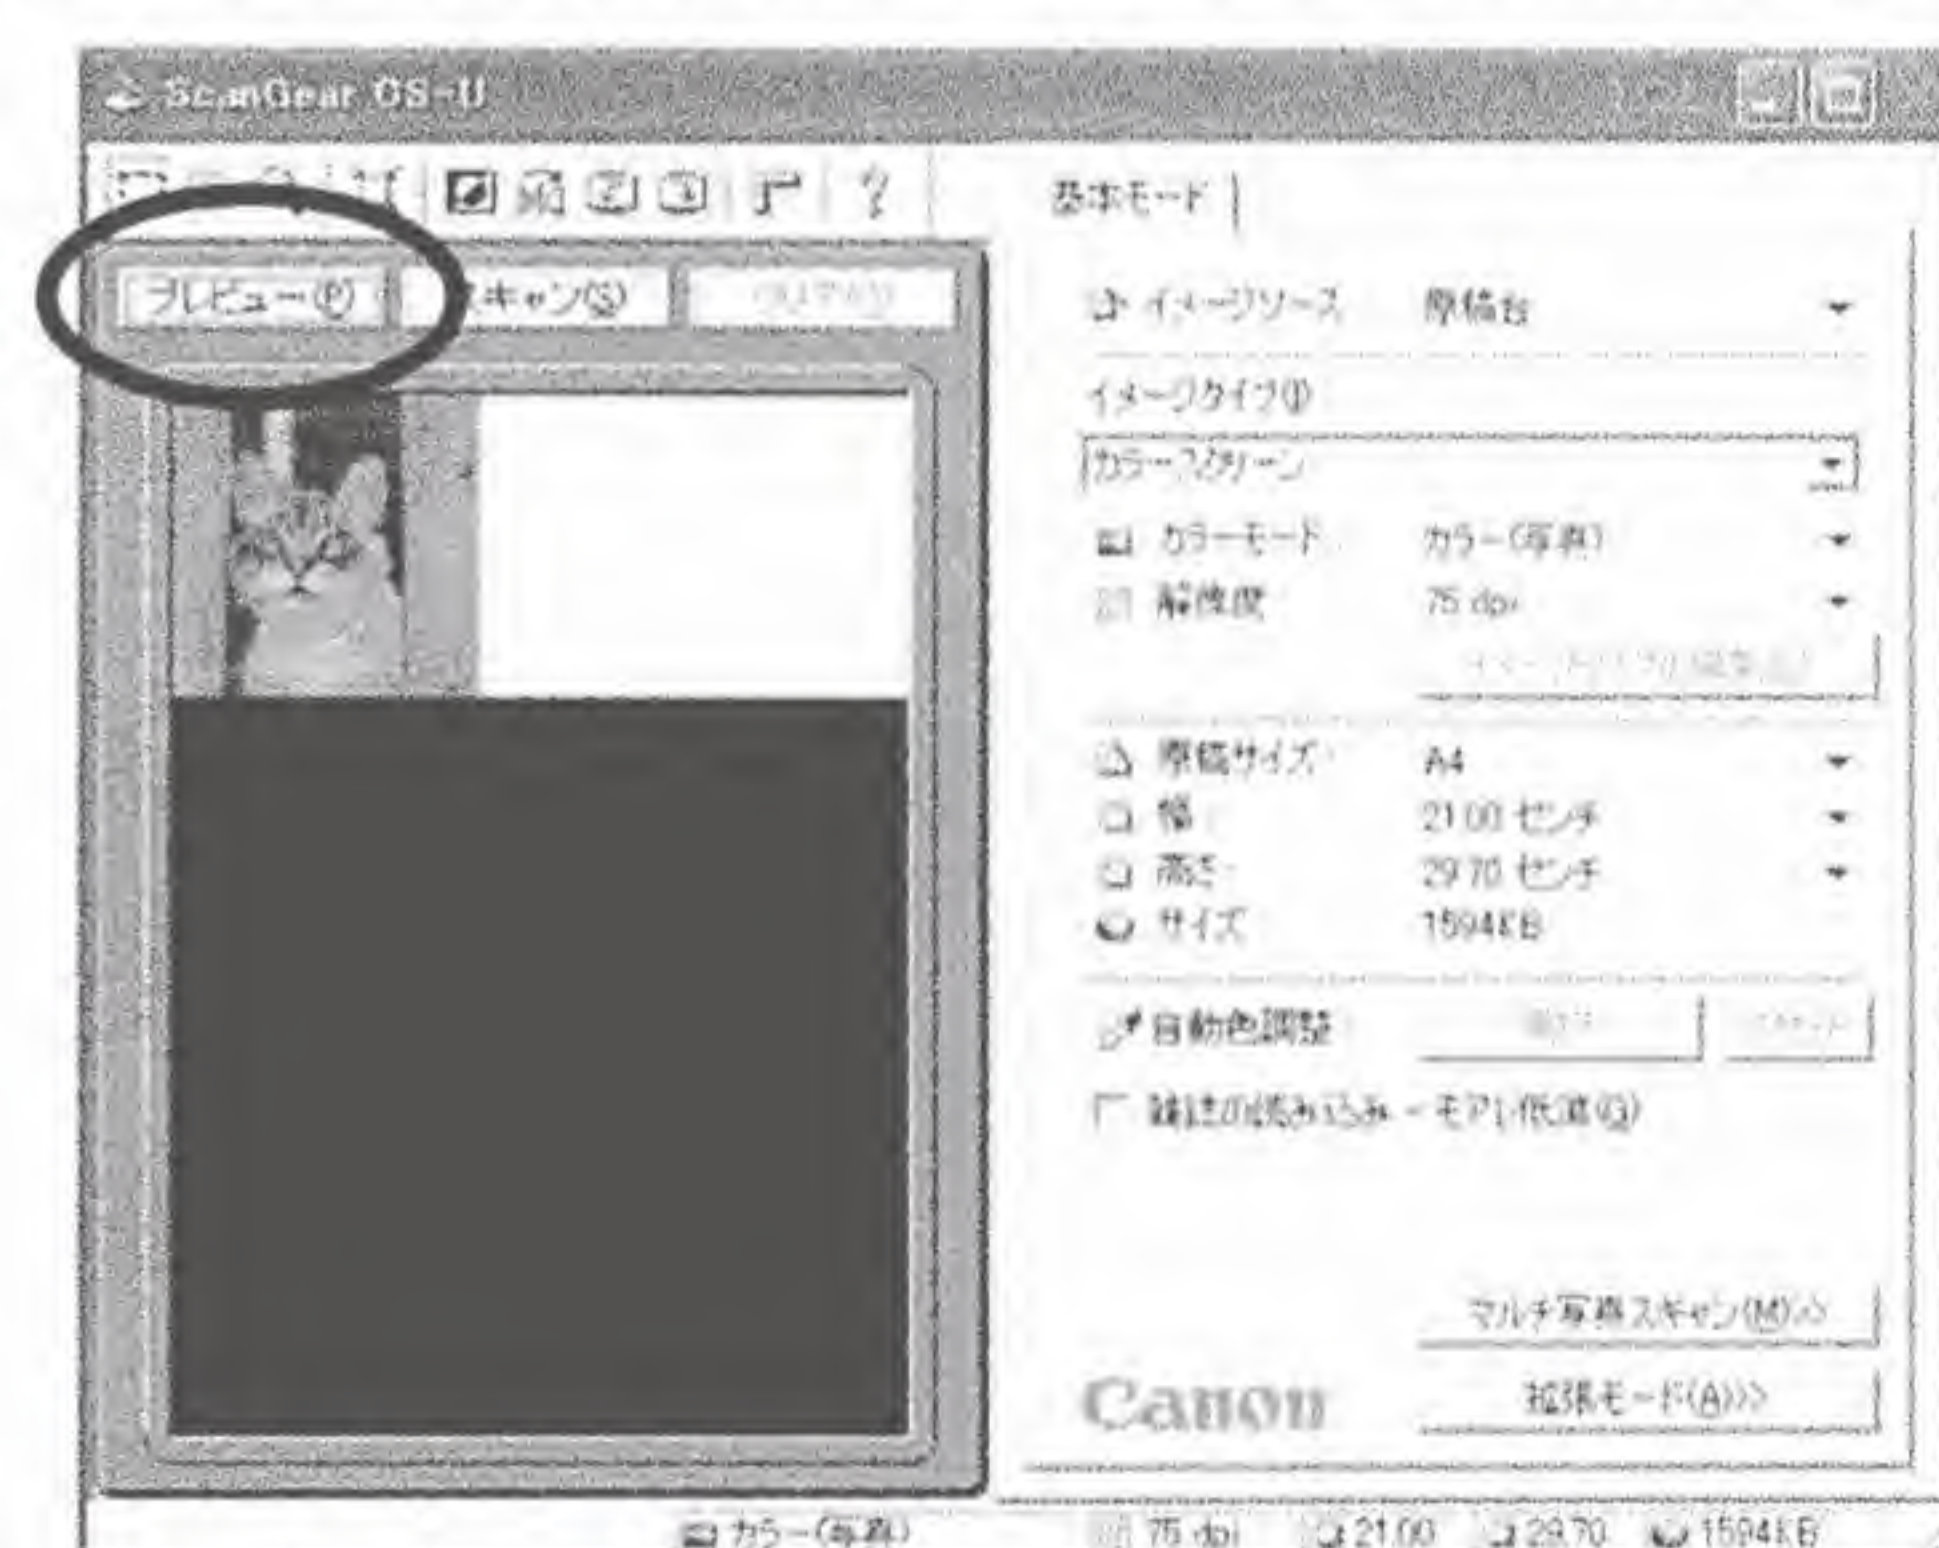 ScanGear CS-U
プレビュー(P)
スキャン(S)
基本モード
イメージソース 原稿台
イメージタイプ(I)
カラースクリーン
カラーモード カラー(写真)
解像度 75 dpi
原稿サイズ: A4
幅: 21.00 センチ
高さ: 29.70 センチ
サイズ 1594KB
自動色調整
雑誌の読み込み - モアレ低減(G)
マルチ写真スキャン(M)>>
Canon
拡張モード(A)>>
カラー(写真) 75 dpi 21.00 29.70 1594KB